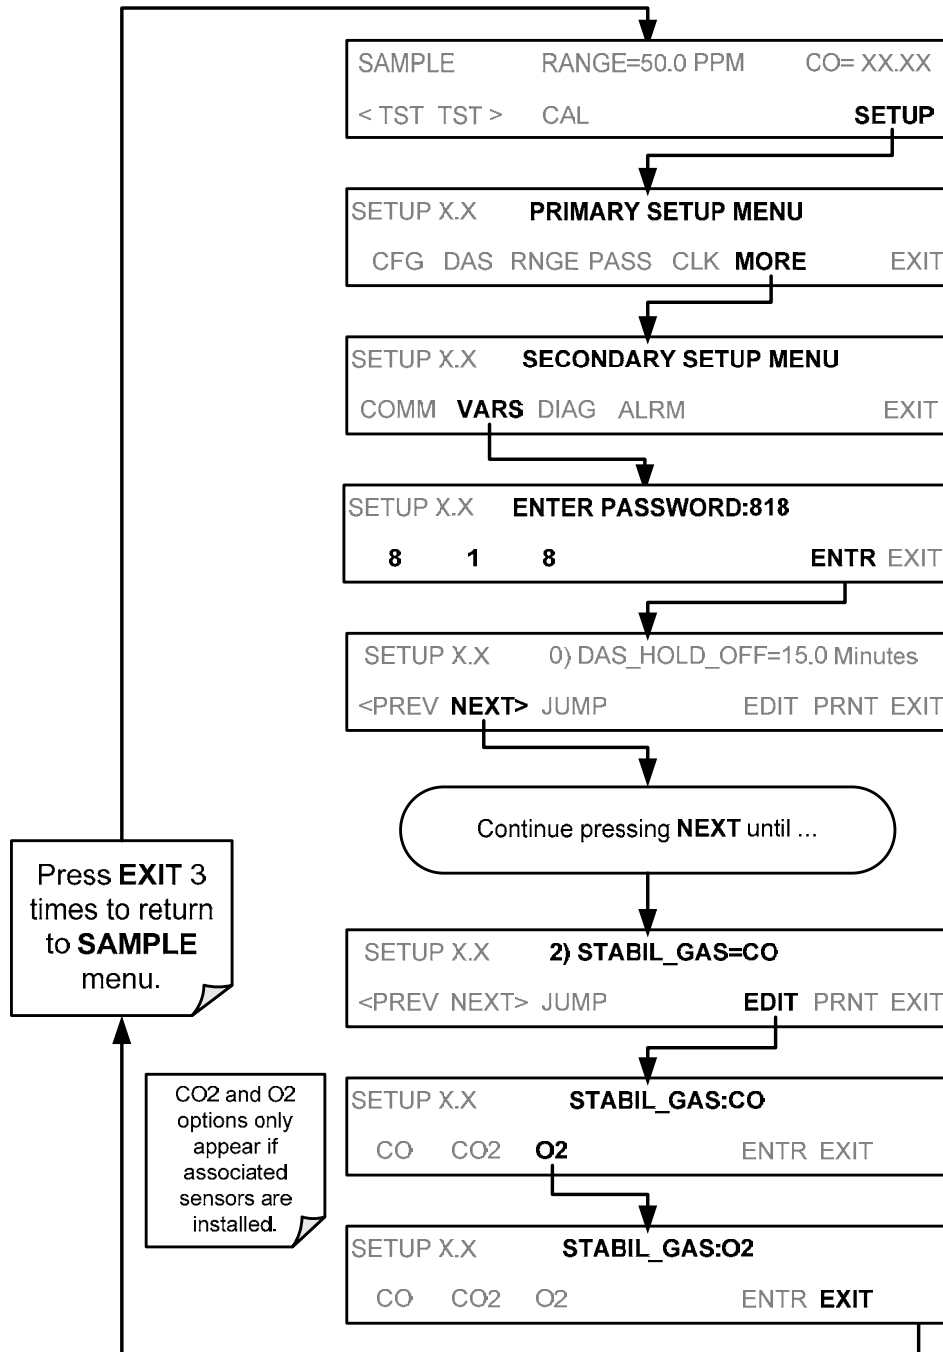 SAMPLE RANGE=50.0 PPM CO= XX.XX
< TST TST > CAL SETUP
SETUP X.X PRIMARY SETUP MENU
CFG DAS RNGE PASS CLK MORE EXIT
SETUP X.X SECONDARY SETUP MENU
COMM VARS DIAG ALRM EXIT
SETUP X.X ENTER PASSWORD:818
8 1 8 ENTR EXIT
SETUP X.X 0) DAS_HOLD_OFF=15.0 Minutes
<PREV NEXT> JUMP EDIT PRNT EXIT
Continue pressing NEXT until ...
SETUP X.X 2) STABIL_GAS=CO
<PREV NEXT> JUMP EDIT PRNT EXIT
SETUP X.X STABIL_GAS:CO
CO CO2 O2 ENTR EXIT
SETUP X.X STABIL_GAS:O2
CO CO2 O2 ENTR EXIT
Press EXIT 3
times to return
to SAMPLE
menu.
CO2 and O2
options only
appear if
associated
sensors are
installed.